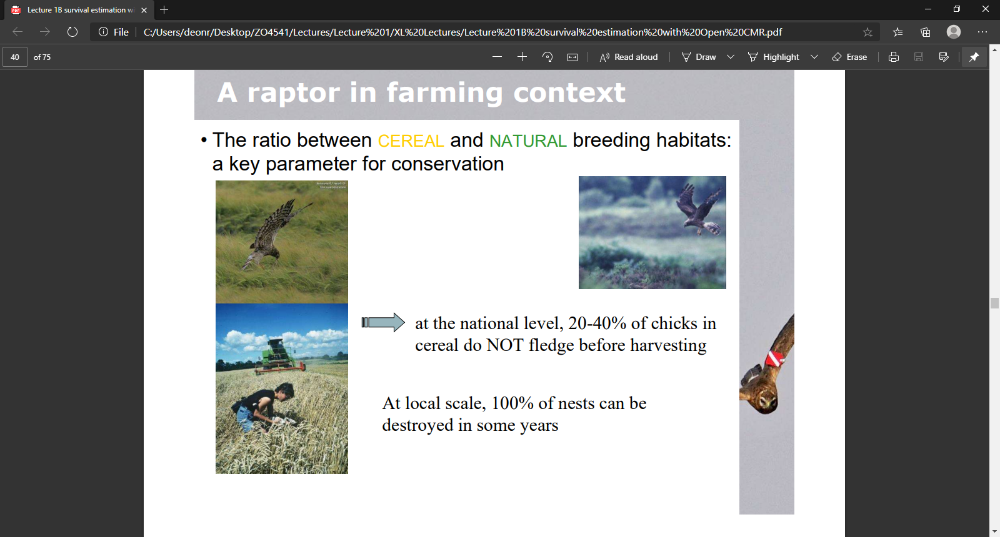 Lecture 1B survival estimation wi
File
C:/Users/deonr/Desktop/ZO4541/Lectures/Lecture%201/XL%20Lectures/Lecture%201B%20survival%20estimation%20with%20Open%20CMR.pdf
40 of 75
Read aloud
Draw
Highlight
Erase
A raptor in farming context
• The ratio between CEREAL and NATURAL breeding habitats:
a key parameter for conservation
at the national level, 20-40% of chicks in
cereal do NOT fledge before harvesting
At local scale, 100% of nests can be
destroyed in some years